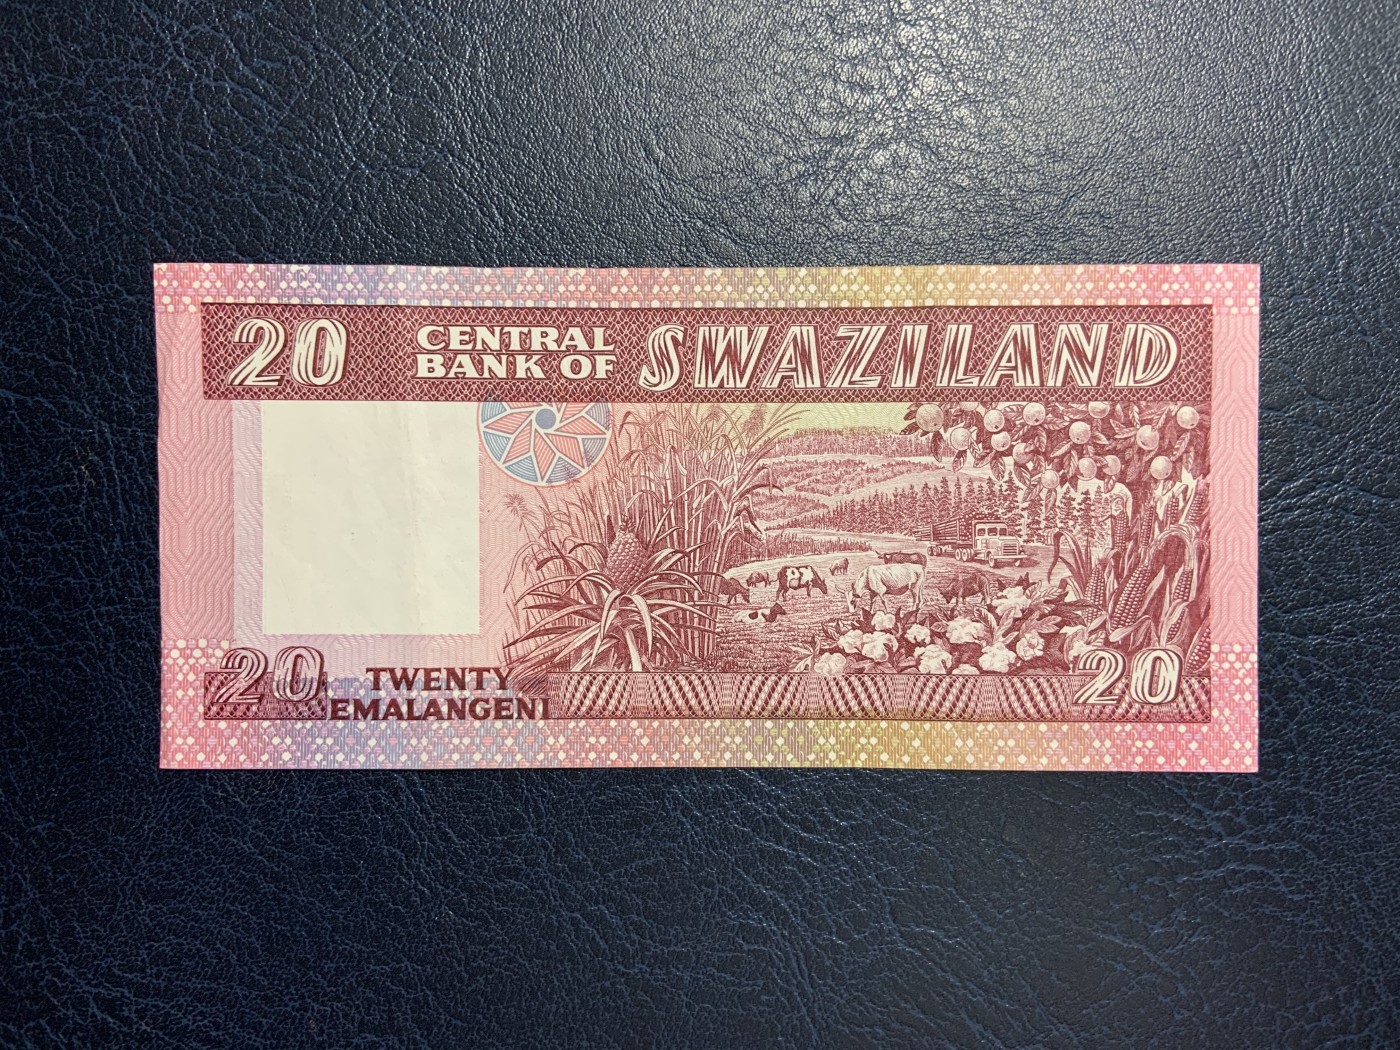 20 CENTRAL
BANK OF SWAZILAND
20 TWENTY
EMALANGENI
20